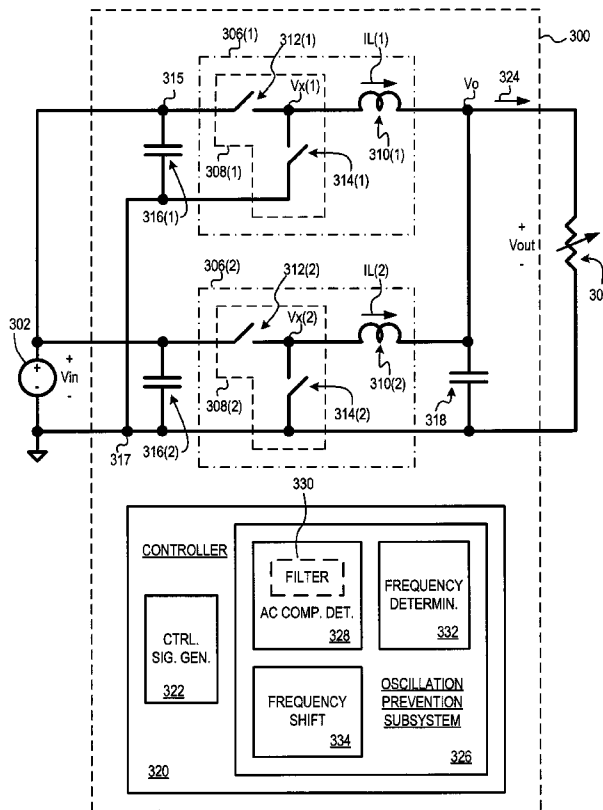 306(1)
312(1)
IL(1)
300
315
Vx(1)
Vo
324
310(1)
308(1)
314(1)
316(1)
+
Vout
-
30
306(2)
312(2)
IL(2)
302
Vx(2)
+
-
+
Vin
-
310(2)
308(2)
314(2)
318
317
316(2)
330
CONTROLLER
FILTER
AC COMP. DET.
328
FREQUENCY
DETERMIN.
332
CTRL.
SIG. GEN.
322
FREQUENCY
SHIFT
334
OSCILLATION
PREVENTION
SUBSYSTEM
320
326